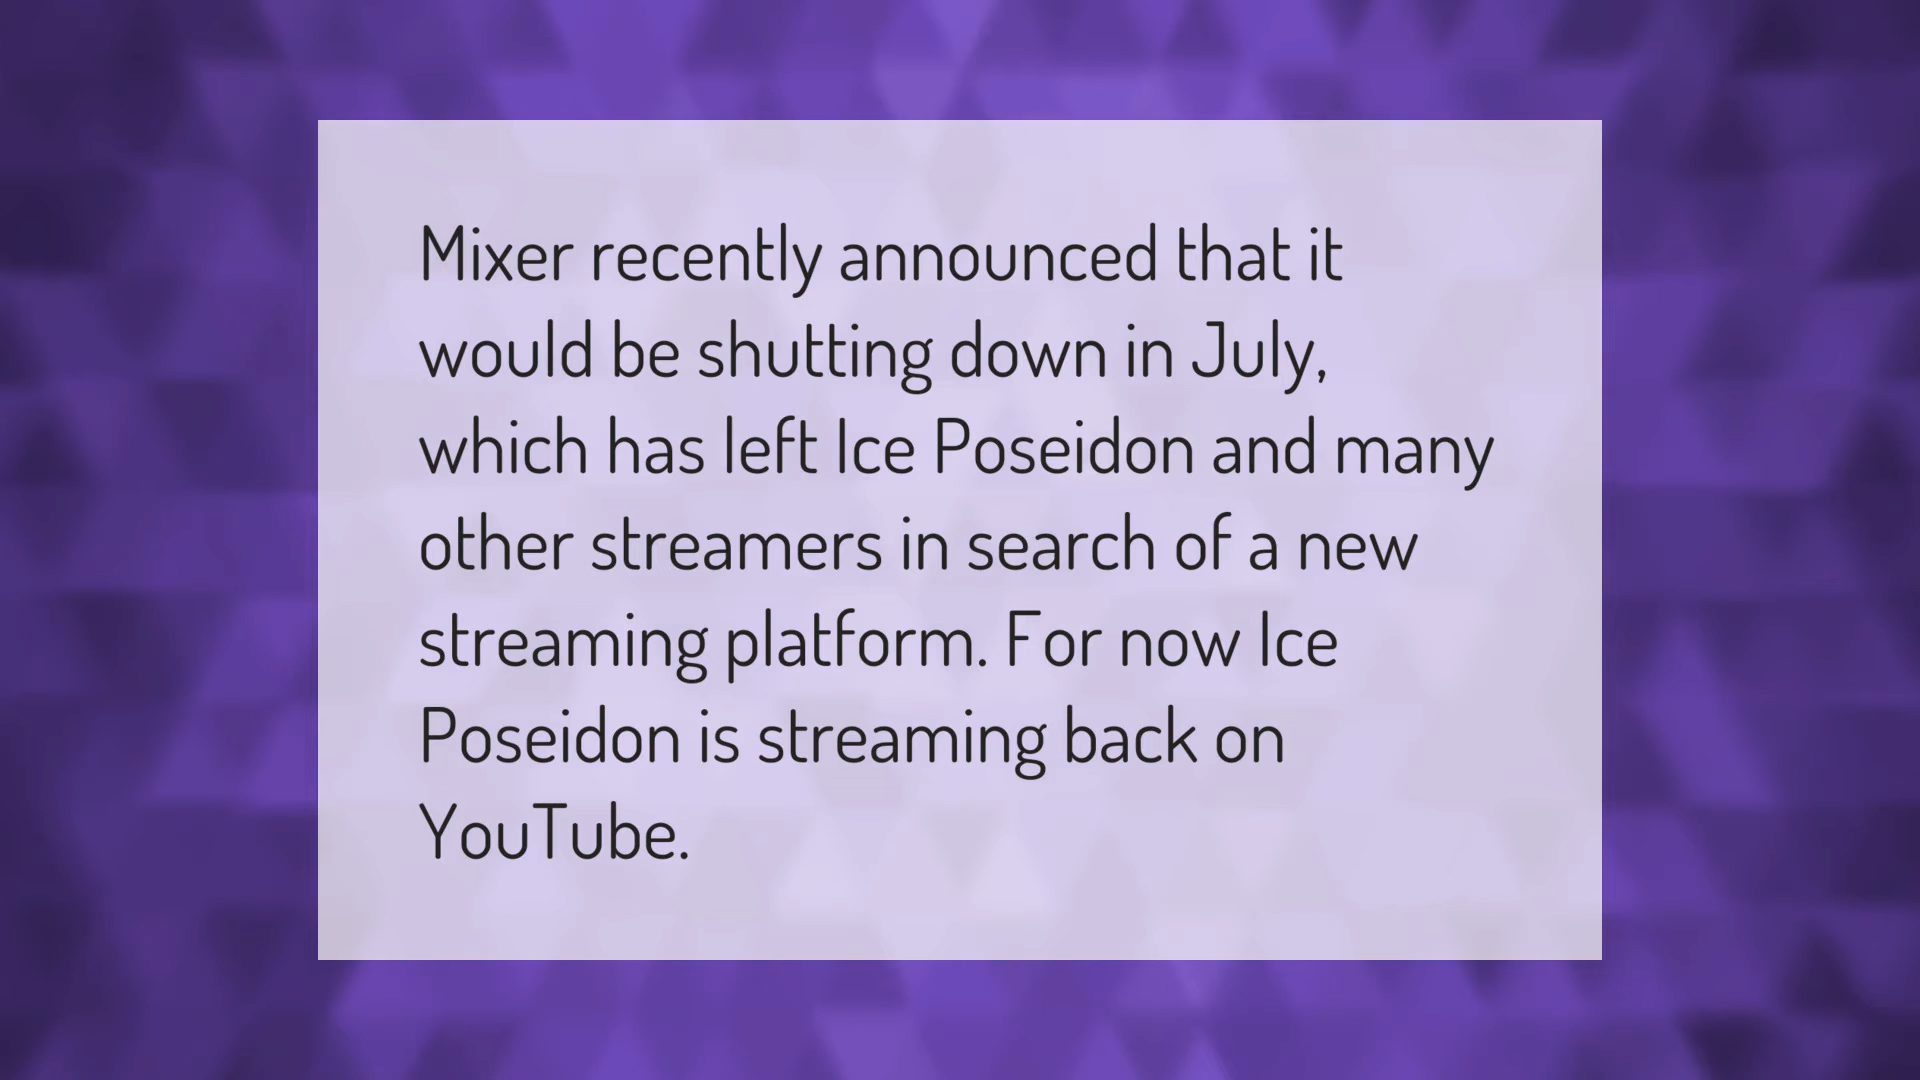 Mixer recently announced that it
would be shutting down in July,
which has left Ice Poseidon and many
other streamers in search of a new
streaming platform. For now Ice
Poseidon is streaming back on
YouTube.